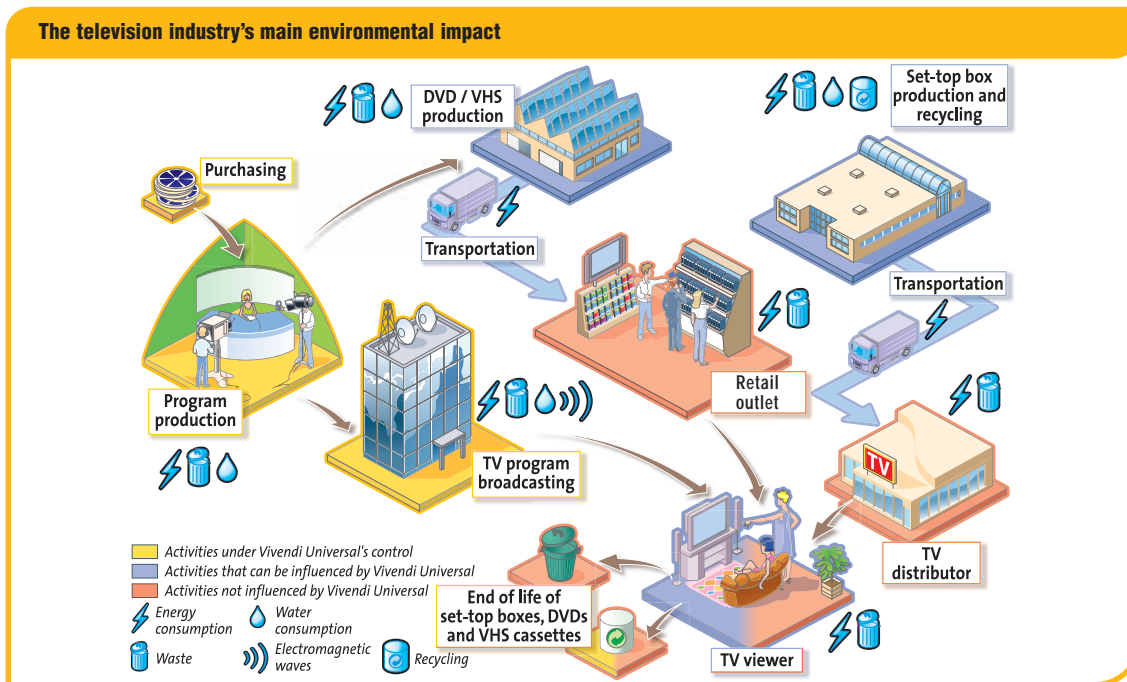 The television industry's main environmental impact
DVD / VHS
production
Set-top box
production and
recycling
Purchasing
Transportation
Transportation
Retail
outlet
Program
production
TV program
broadcasting
TV
TV
distributor
Activities under Vivendi Universal's control
Activities that can be influenced by Vivendi Universal
Activities not influenced by Vivendi Universal
Energy
consumption
Water
consumption
Waste
Electromagnetic
waves
Recycling
End of life of
set-top boxes, DVDs
and VHS cassettes
TV viewer